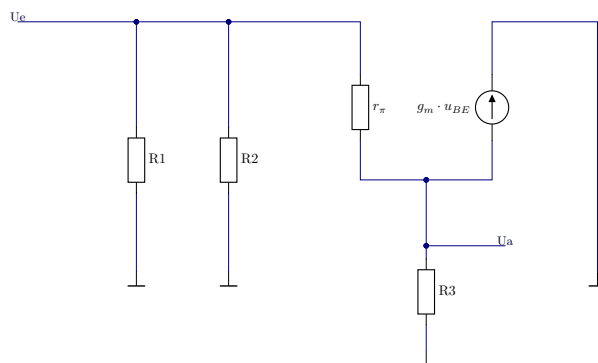 Ue
r_π
g_m · u_BE
R1
R2
Ua
R3